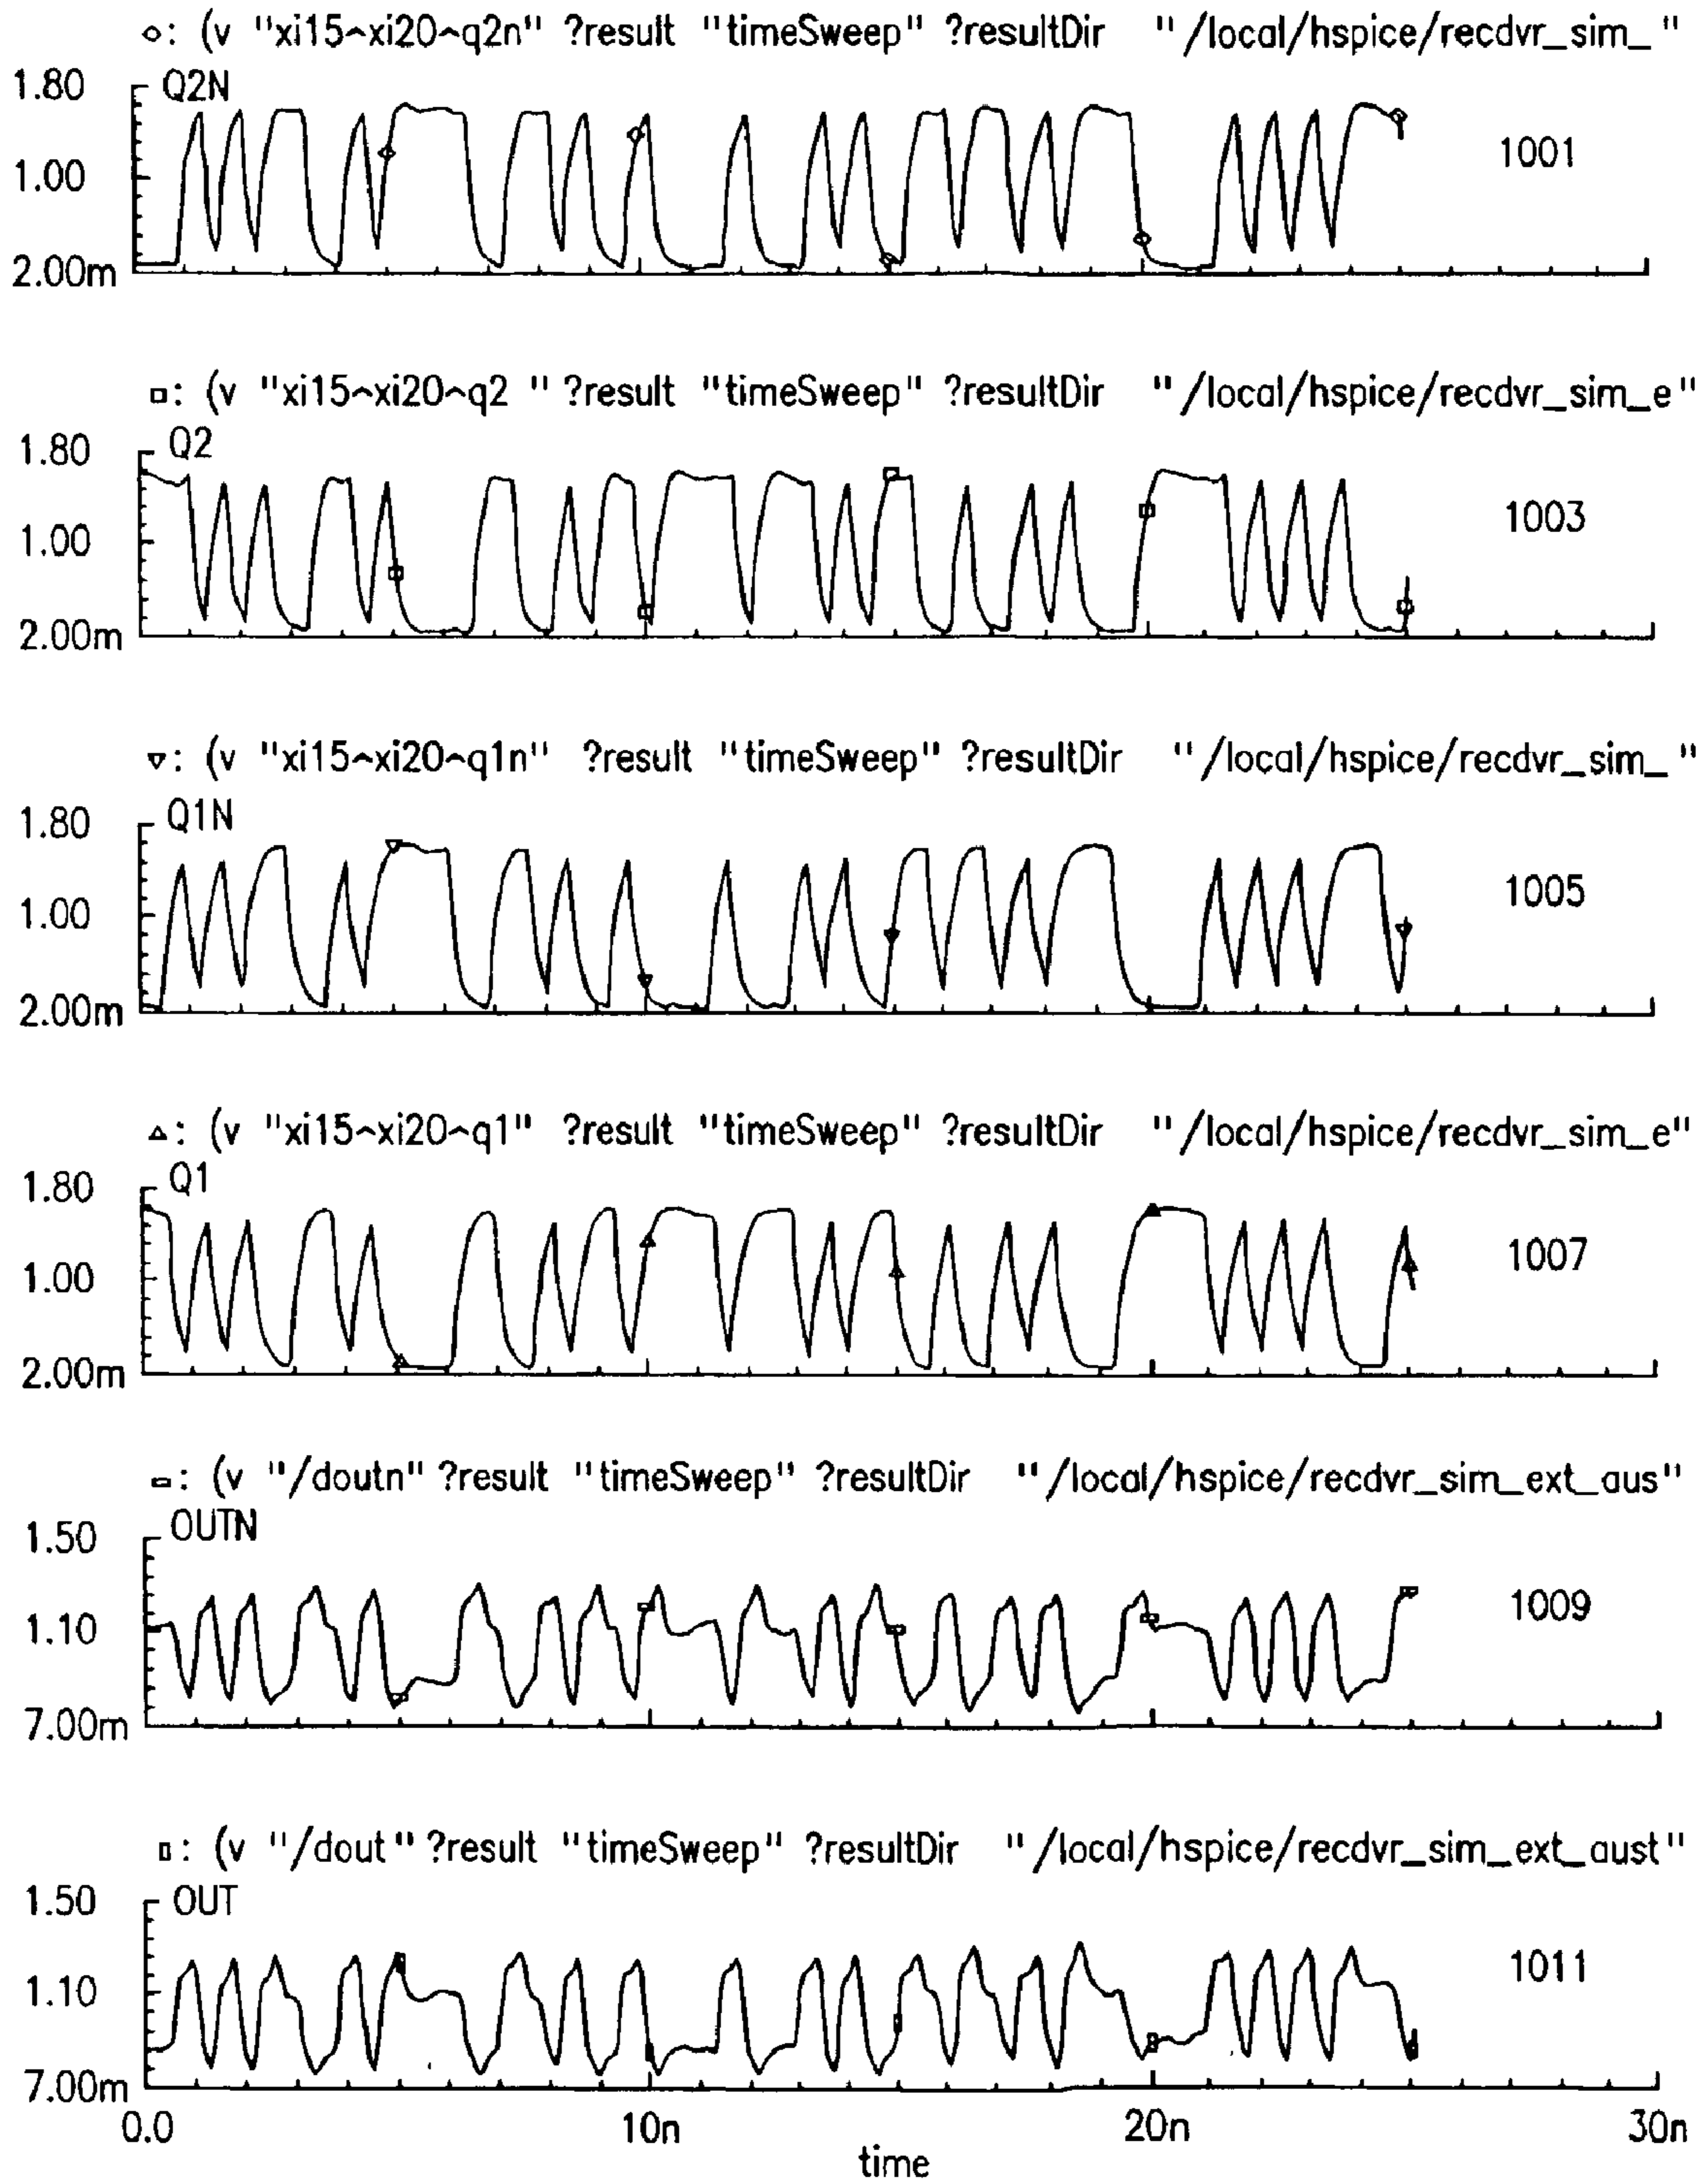 ◇: (v "xi15~xi20~q2n" ?result "timeSweep" ?resultDir "/local/hspice/recdvr_sim_"
1.80
Q2N
1001
1.00
2.00m
□: (v "xi15~xi20~q2 " ?result "timeSweep" ?resultDir "/local/hspice/recdvr_sim_e"
1.80
Q2
1003
1.00
2.00m
▽: (v "xi15~xi20~q1n" ?result "timeSweep" ?resultDir "/local/hspice/recdvr_sim_"
1.80
Q1N
1005
1.00
2.00m
△: (v "xi15~xi20~q1" ?result "timeSweep" ?resultDir "/local/hspice/recdvr_sim_e"
1.80
Q1
1007
1.00
2.00m
▭: (v "/doutn" ?result "timeSweep" ?resultDir "/local/hspice/recdvr_sim_ext_aus"
1.50
OUTN
1009
1.10
7.00m
▯: (v "/dout" ?result "timeSweep" ?resultDir "/local/hspice/recdvr_sim_ext_aust"
1.50
OUT
1011
1.10
7.00m
0.0 10n 20n 30n
time